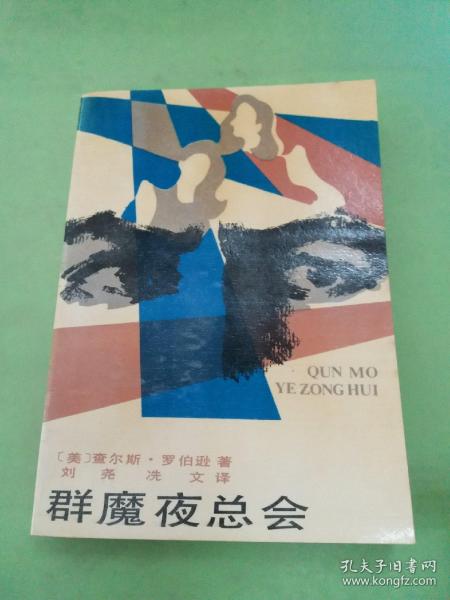 QUN MO
YE ZONG HUI
〔美〕查尔斯·罗伯逊著
刘尧 冼文译
群魔夜总会
孔夫子旧书网
www.kongfz.com